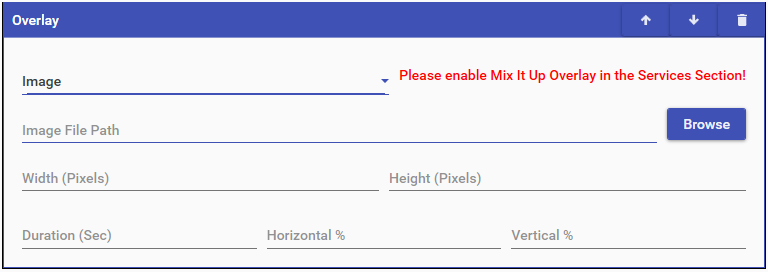 Overlay
Image
Please enable Mix It Up Overlay in the Services Section!
Image File Path
Browse
Width (Pixels)
Height (Pixels)
Duration (Sec)
Horizontal %
Vertical %